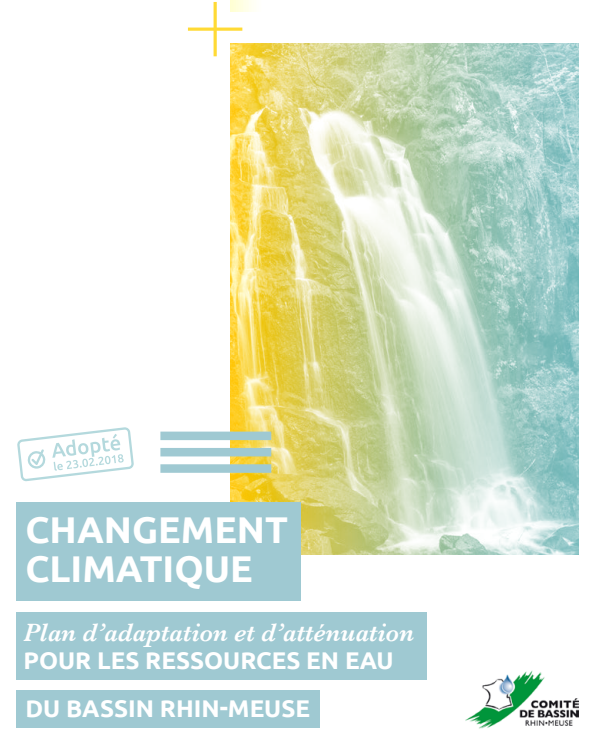 Adopté
le 23.02.2018
CHANGEMENT
CLIMATIQUE
Plan d’adaptation et d’atténuation
POUR LES RESSOURCES EN EAU
DU BASSIN RHIN-MEUSE
COMITÉ
DE BASSIN
RHIN•MEUSE